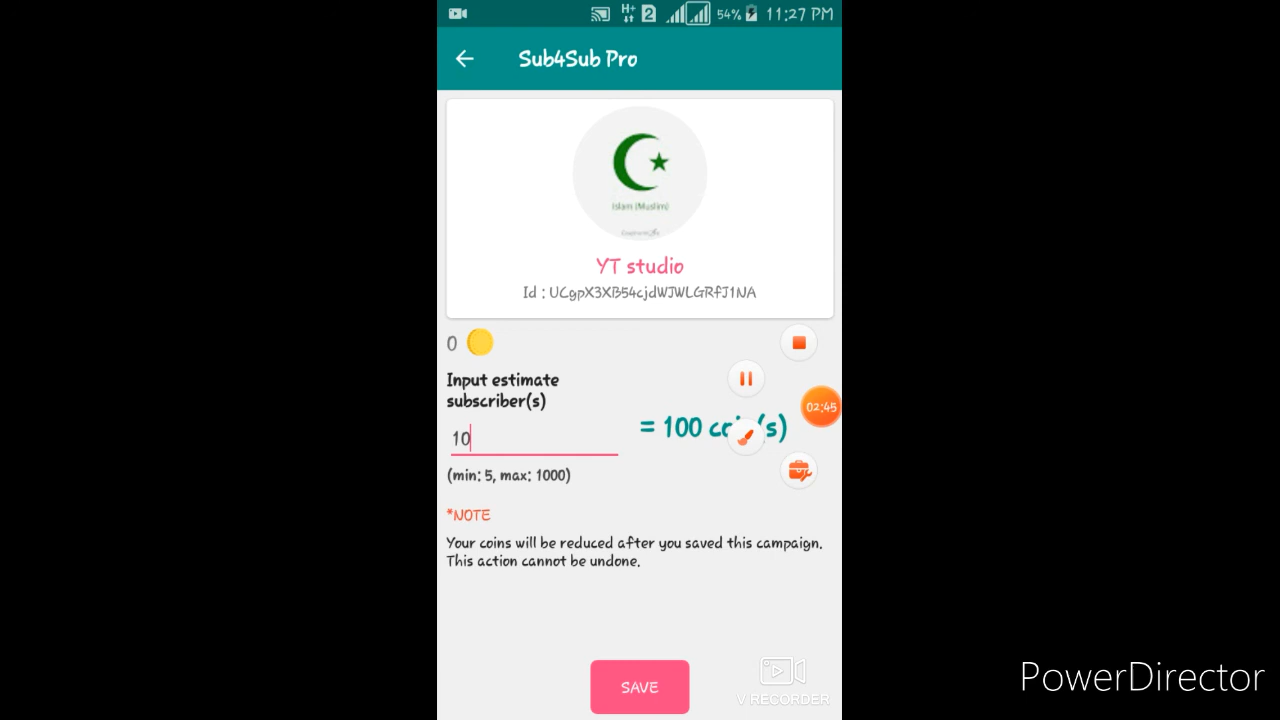 H+ 2 54% 11:27 PM
Sub4Sub Pro
Islam (Muslim)
YT studio
Id : UCgpX3XB54cjdWJWLGRfJ1NA
0
Input estimate
subscriber(s)
10
= 100 co (s)
02:45
(min: 5, max: 1000)
*NOTE
Your coins will be reduced after you saved this campaign.
This action cannot be undone.
SAVE
V RECORDER
PowerDirector